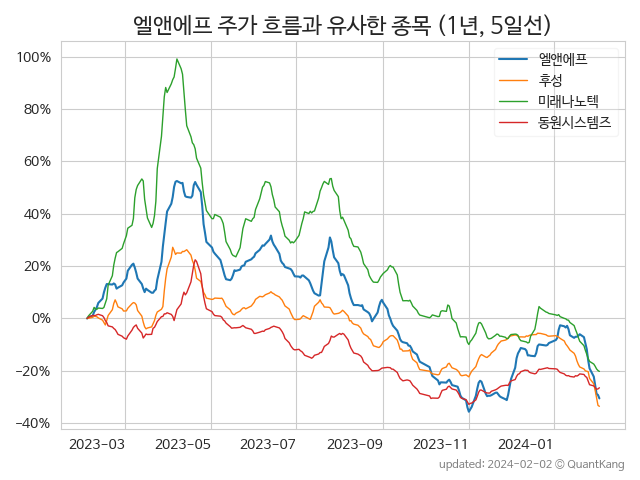 엘앤에프 주가 흐름과 유사한 종목 (1년, 5일선)
엘앤에프
후성
미래나노텍
동원시스템즈
100%
80%
60%
40%
20%
0%
−20%
−40%
2023-03 2023-05 2023-07 2023-09 2023-11 2024-01
updated: 2024-02-02 © QuantKang